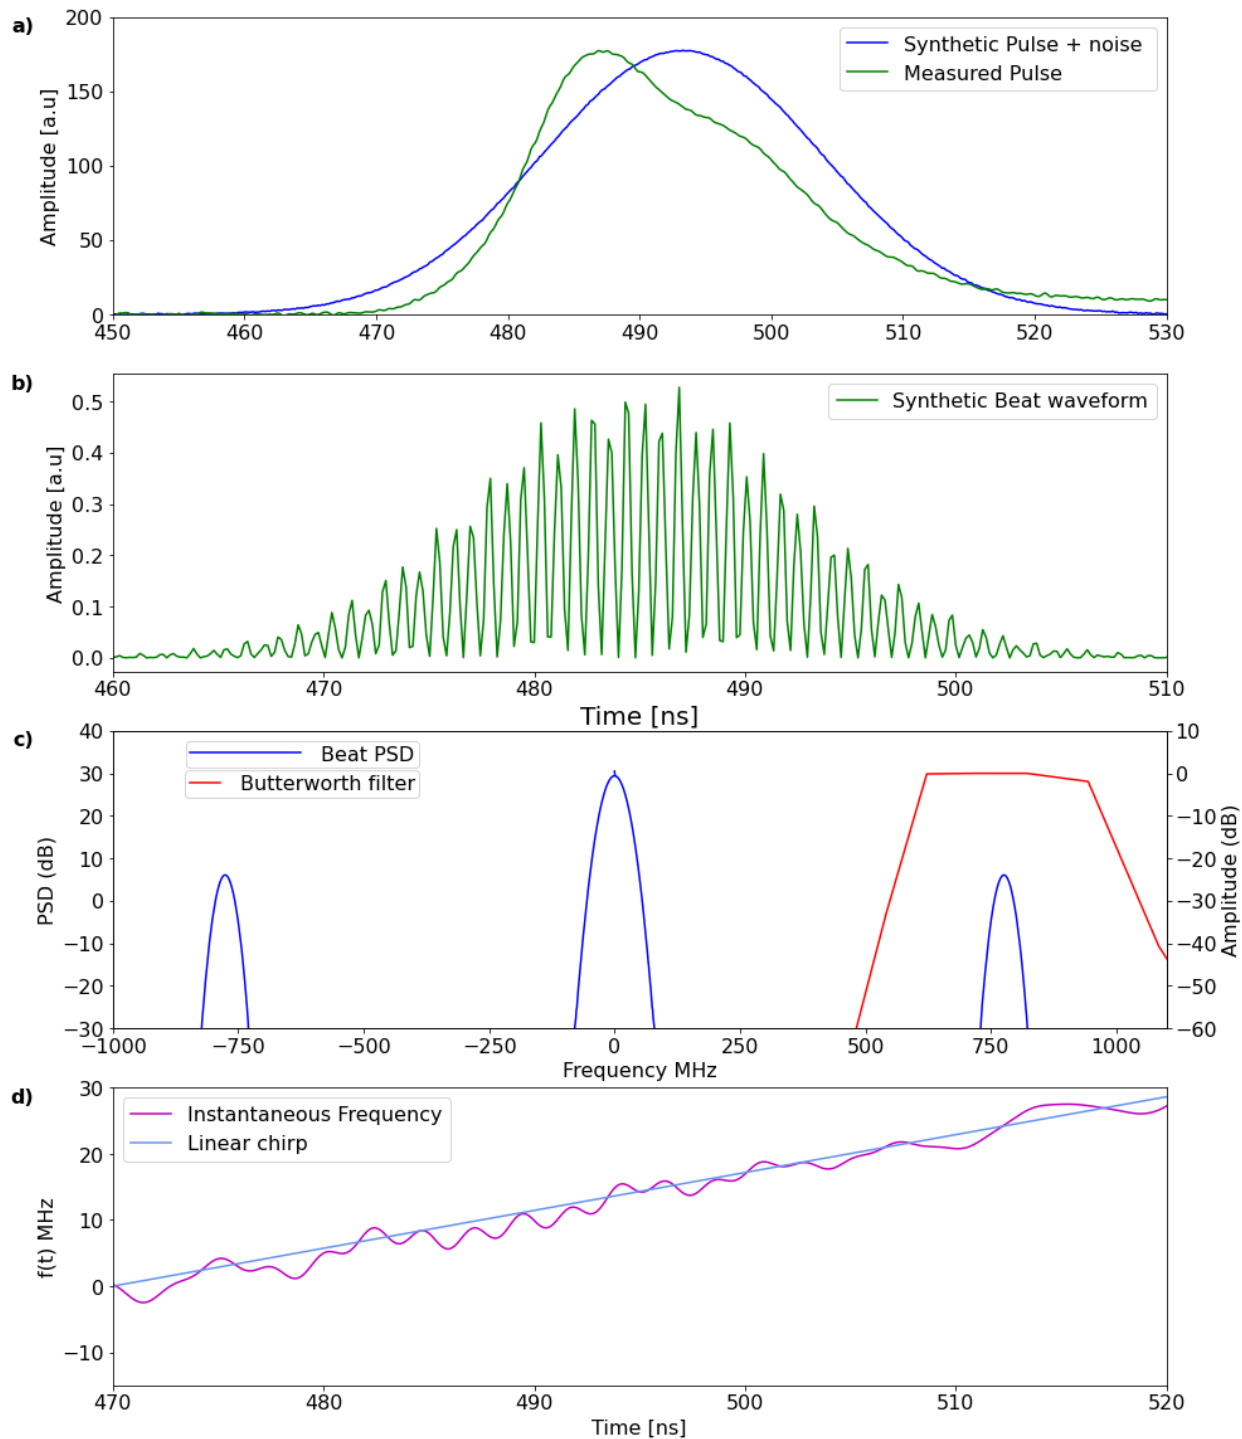 a)
200
150
100
50
0
Amplitude [a.u]
Synthetic Pulse + noise
Measured Pulse
450 460 470 480 490 500 510 520 530
b)
0.5
0.4
0.3
0.2
0.1
0.0
Amplitude [a.u]
Synthetic Beat waveform
460 470 480 490 500 510
Time [ns]
c)
40
30
20
10
0
−10
−20
−30
PSD (dB)
Beat PSD
Butterworth filter
10
0
−10
−20
−30
−40
−50
−60
Amplitude (dB)
−1000 −750 −500 −250 0 250 500 750 1000
Frequency MHz
d)
30
20
10
0
−10
f(t) MHz
Instantaneous Frequency
Linear chirp
470 480 490 500 510 520
Time [ns]